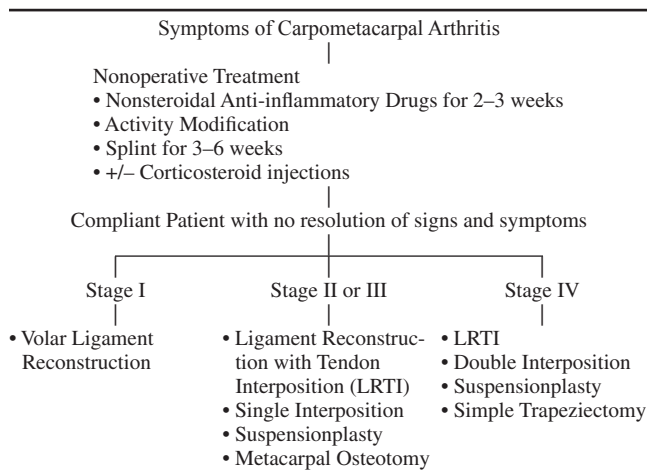 Symptoms of Carpometacarpal Arthritis
Nonoperative Treatment
• Nonsteroidal Anti-inflammatory Drugs for 2–3 weeks
• Activity Modification
• Splint for 3–6 weeks
• +/– Corticosteroid injections
Compliant Patient with no resolution of signs and symptoms
Stage I
• Volar Ligament
Reconstruction
Stage II or III
• Ligament Reconstruc-
tion with Tendon
Interposition (LRTI)
• Single Interposition
• Suspensionplasty
• Metacarpal Osteotomy
Stage IV
• LRTI
• Double Interposition
• Suspensionplasty
• Simple Trapeziectomy